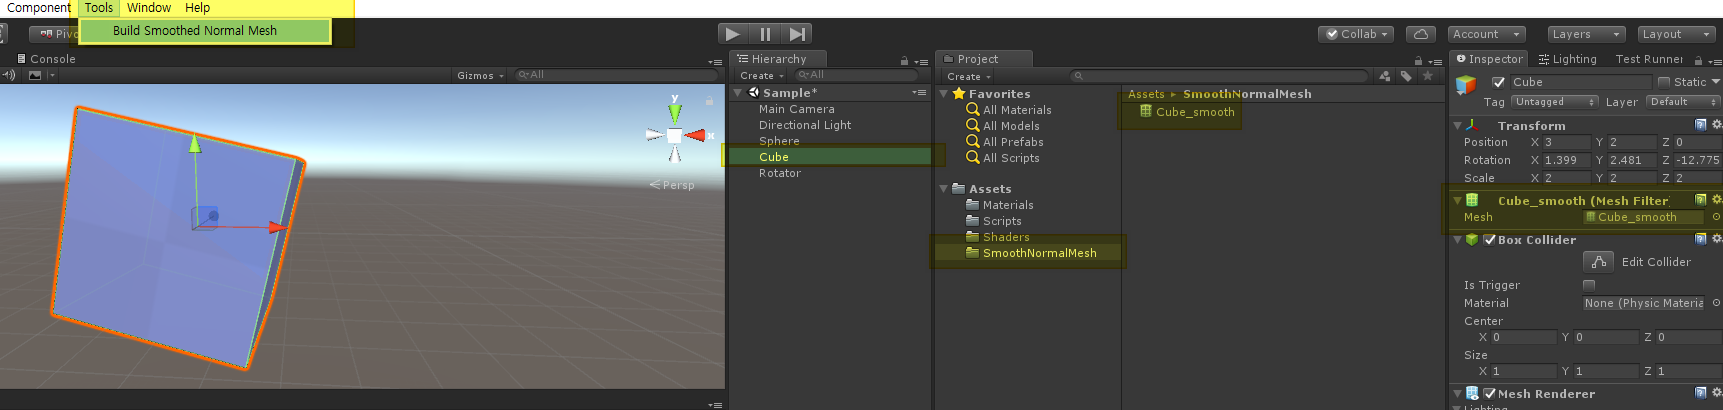 Component Tools Window Help
Build Smoothed Normal Mesh
Collab Account Layers Layout
Console
Gizmos All
y
x
Persp
Hierarchy
Create All
Sample*
Main Camera
Directional Light
Sphere
Cube
Rotator
Project
Create
Favorites
All Materials
All Models
All Prefabs
All Scripts
Assets
Materials
Scripts
Shaders
SmoothNormalMesh
Assets ▸ SmoothNormalMesh
Cube_smooth
Inspector Lighting Test Runner
Cube Static
Tag Untagged Layer Default
Transform
Position X 3 Y 2 Z 0
Rotation X 1.399 Y 2.481 Z -12.775
Scale X 2 Y 2 Z 2
Cube_smooth (Mesh Filter)
Mesh Cube_smooth
Box Collider
Edit Collider
Is Trigger
Material None (Physic Materia
Center
X 0 Y 0 Z 0
Size
X 1 Y 1 Z 1
Mesh Renderer